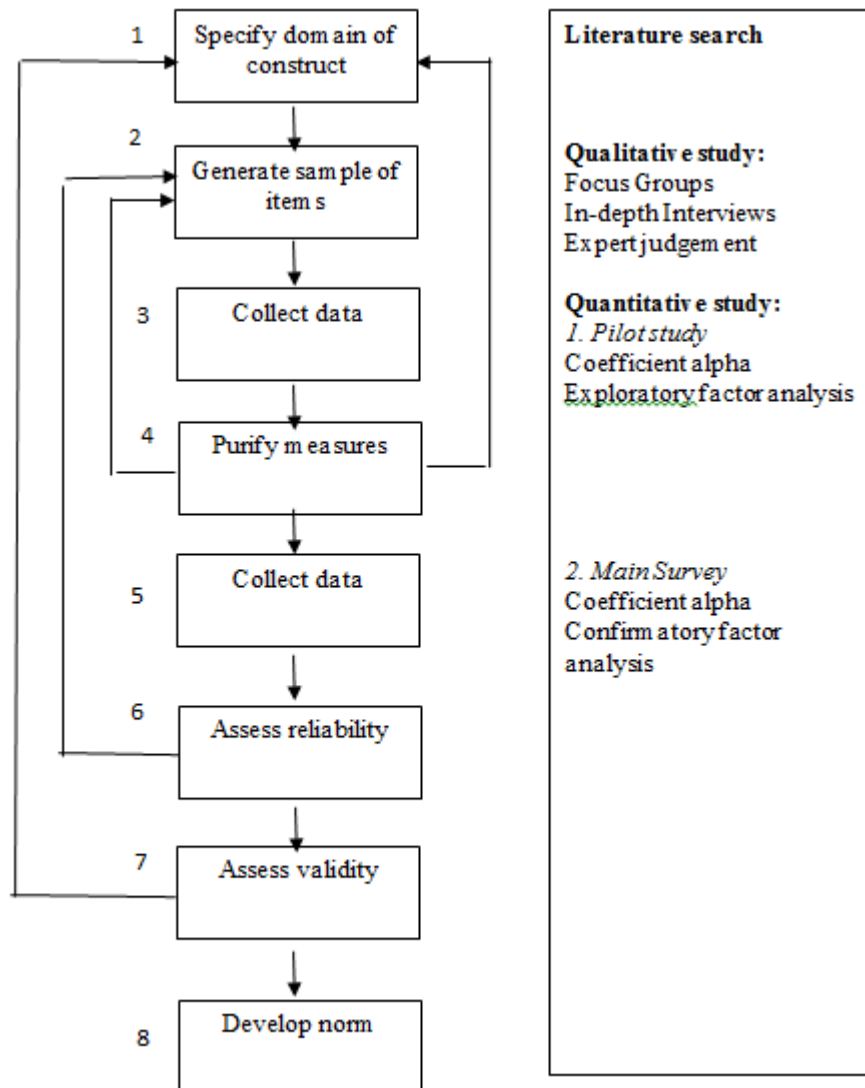 1
Specify domain of
construct
2
Generate sample of
items
3
Collect data
4
Purify measures
5
Collect data
6
Assess reliability
7
Assess validity
8
Develop norm
Literature search
Qualitative study:
Focus Groups
In-depth Interviews
Expert judgement
Quantitative study:
1. Pilot study
Coefficient alpha
Exploratory factor analysis
2. Main Survey
Coefficient alpha
Confirmatory factor
analysis